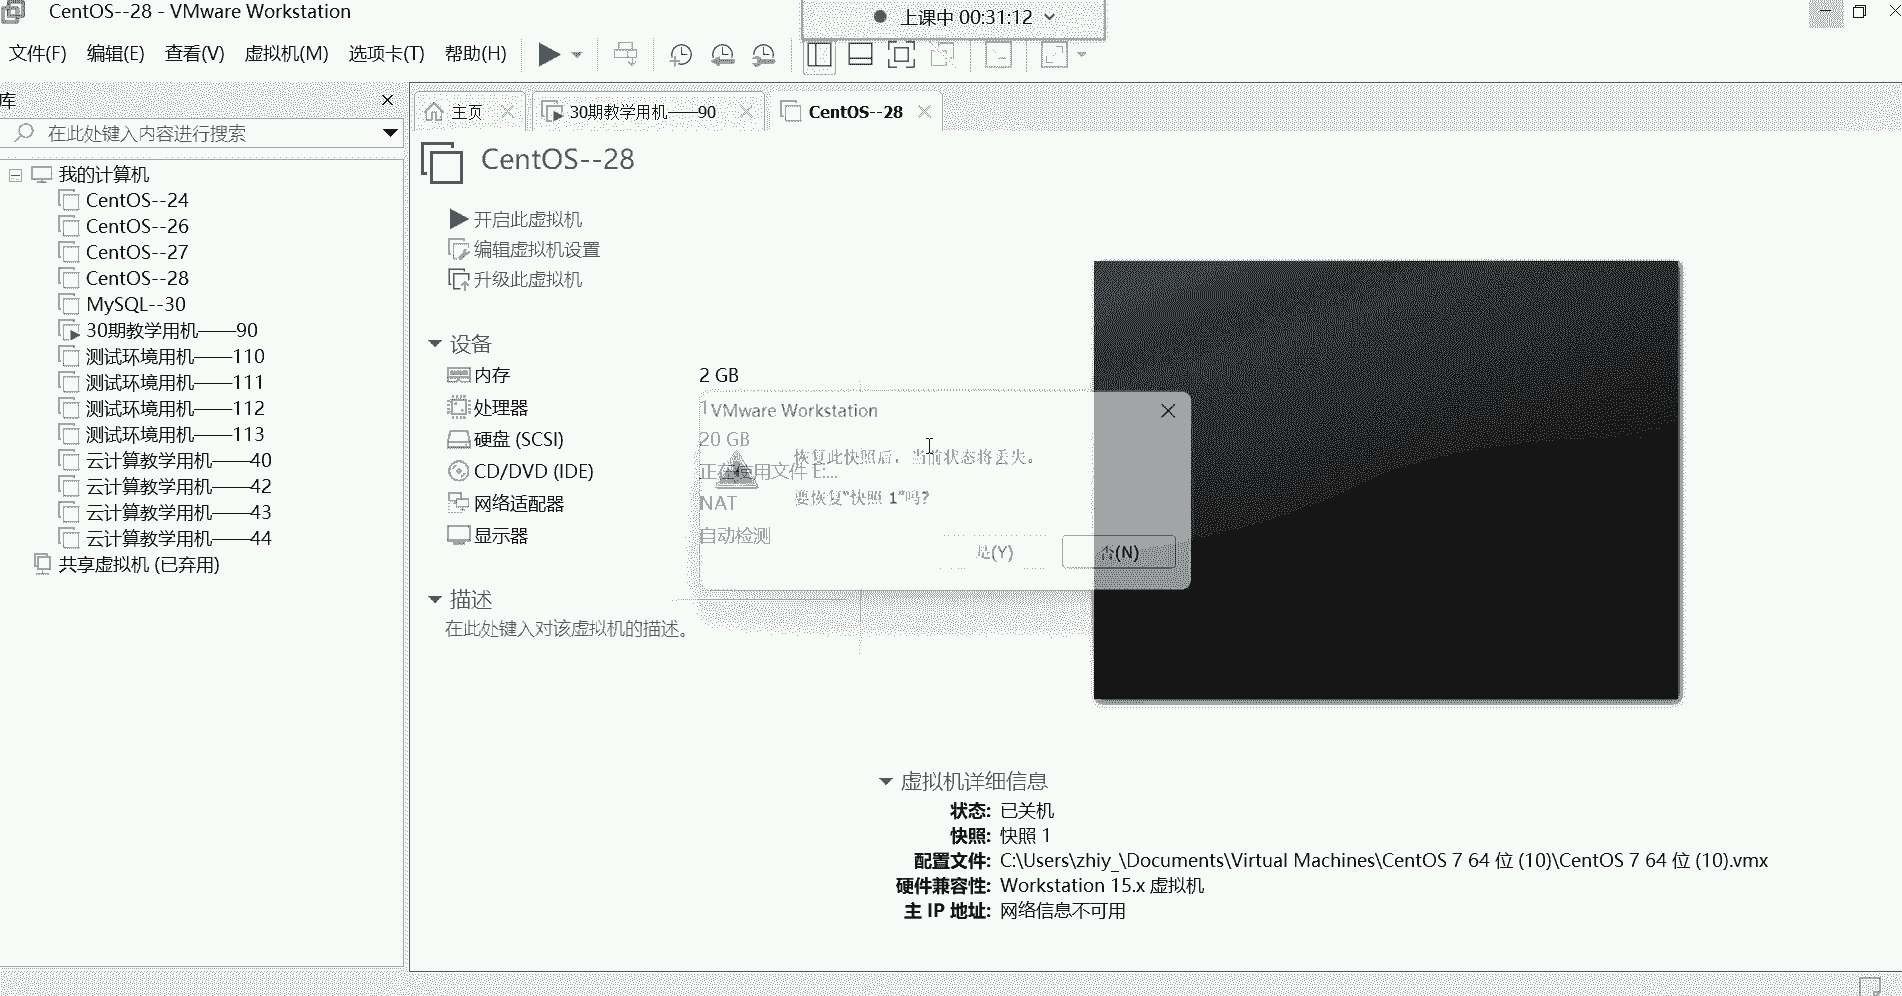 CentOS--28 - VMware Workstation
上课中 00:31:12
文件(F) 编辑(E) 查看(V) 虚拟机(M) 选项卡(T) 帮助(H)
库
在此处键入内容进行搜索
我的计算机
CentOS--24
CentOS--26
CentOS--27
CentOS--28
MySQL--30
30期教学用机——90
测试环境用机——110
测试环境用机——111
测试环境用机——112
测试环境用机——113
云计算教学用机——40
云计算教学用机——42
云计算教学用机——43
云计算教学用机——44
共享虚拟机 (已弃用)
主页 30期教学用机——90 CentOS--28
CentOS--28
开启此虚拟机
编辑虚拟机设置
升级此虚拟机
设备
内存 2 GB
处理器 1
硬盘 (SCSI) 20 GB
CD/DVD (IDE) 正在使用文件 E:...
网络适配器 NAT
显示器 自动检测
描述
在此处键入对该虚拟机的描述。
VMware Workstation
恢复此快照后，当前状态将丢失。
要恢复“快照 1”吗?
是(Y) 否(N)
虚拟机详细信息
状态: 已关机
快照: 快照 1
配置文件: C:\Users\zhiy_\Documents\Virtual Machines\CentOS 7 64 位 (10)\CentOS 7 64 位 (10).vmx
硬件兼容性: Workstation 15.x 虚拟机
主 IP 地址: 网络信息不可用